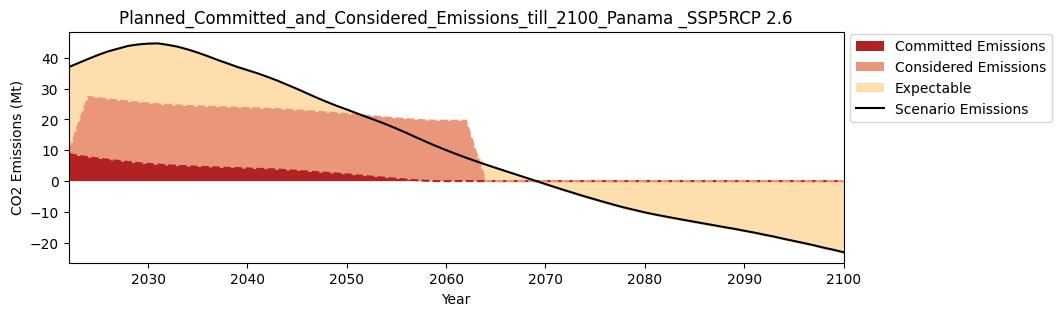 Planned_Committed_and_Considered_Emissions_till_2100_Panama _SSP5RCP 2.6
Committed Emissions
Considered Emissions
Expectable
Scenario Emissions
CO2 Emissions (Mt)
40
30
20
10
0
−10
−20
2030
2040
2050
2060
2070
2080
2090
2100
Year